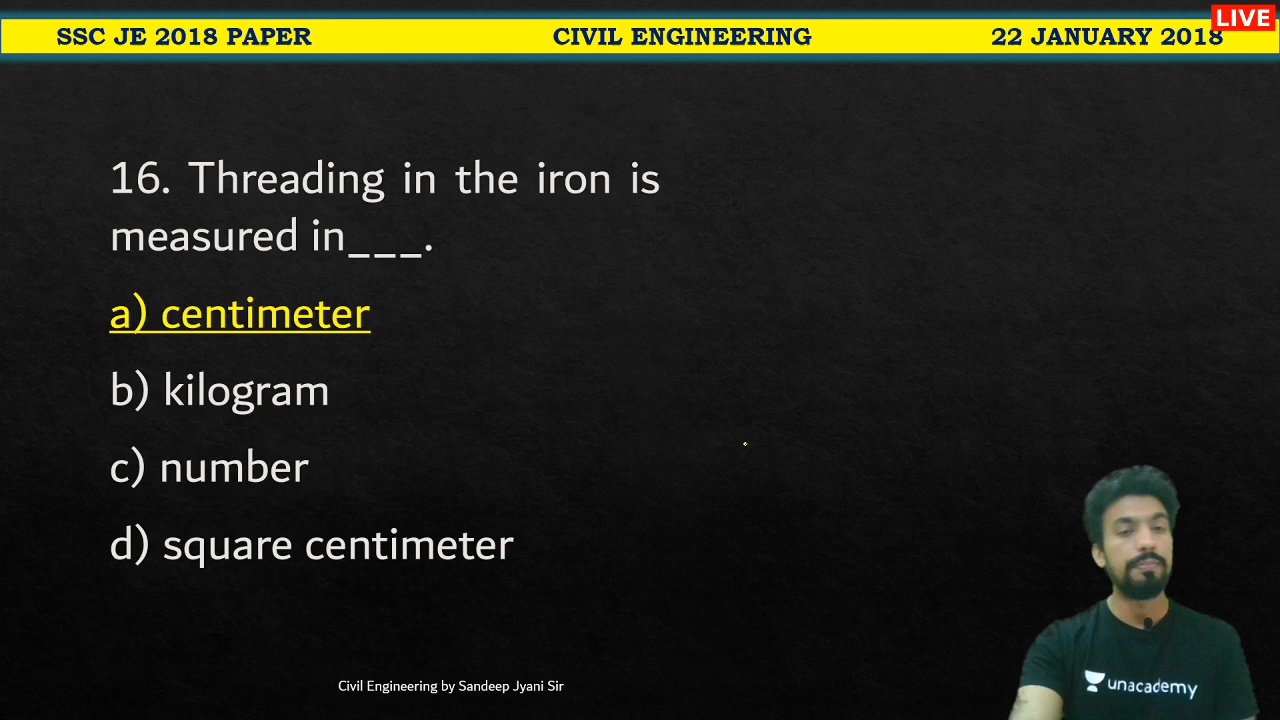 LIVE
SSC JE 2018 PAPER CIVIL ENGINEERING 22 JANUARY 2018
16. Threading in the iron is
measured in___.
a) centimeter
b) kilogram
c) number
d) square centimeter
Civil Engineering by Sandeep Jyani Sir
unacademy